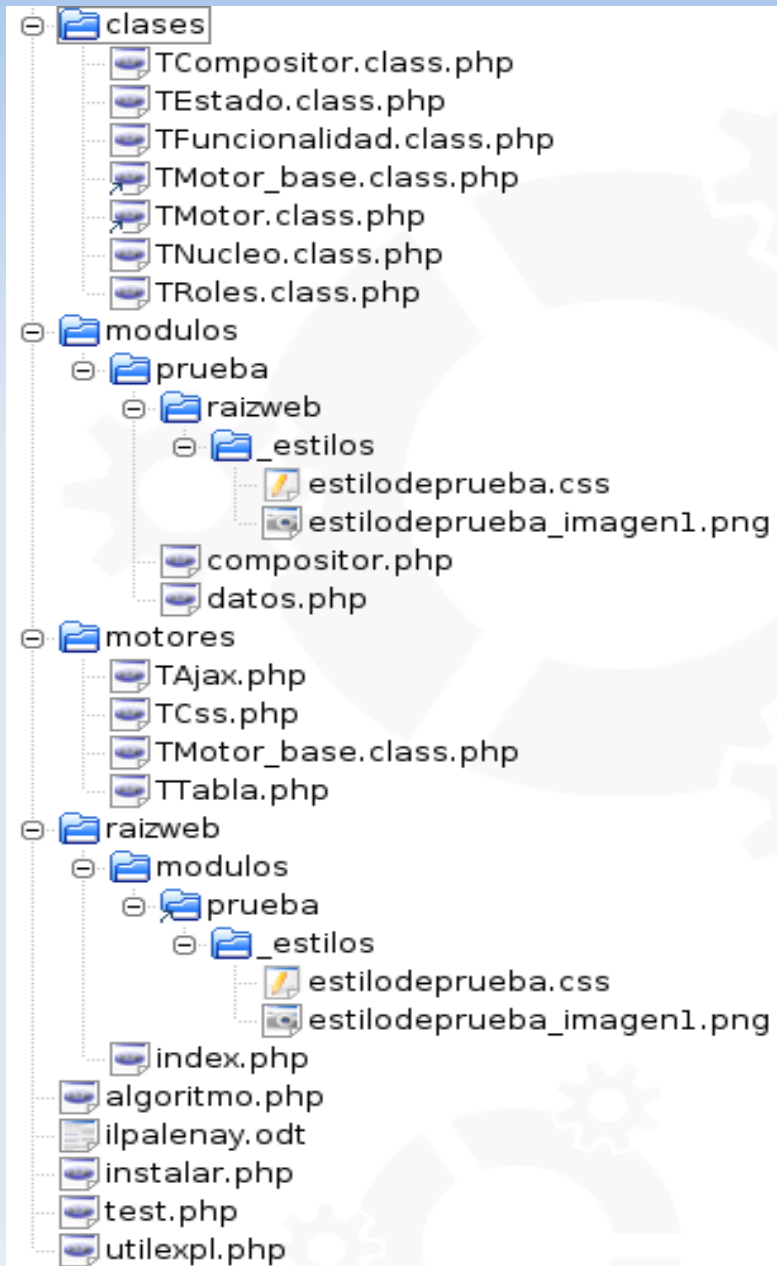 clases
TCompositor.class.php
TEstado.class.php
TFuncionalidad.class.php
TMotor_base.class.php
TMotor.class.php
TNucleo.class.php
TRoles.class.php
modulos
prueba
raizweb
_estilos
estilodeprueba.css
estilodeprueba_imagen1.png
compositor.php
datos.php
motores
TAjax.php
TCss.php
TMotor_base.class.php
TTabla.php
raizweb
modulos
prueba
_estilos
estilodeprueba.css
estilodeprueba_imagen1.png
index.php
algoritmo.php
ilpalenay.odt
instalar.php
test.php
utilexpl.php